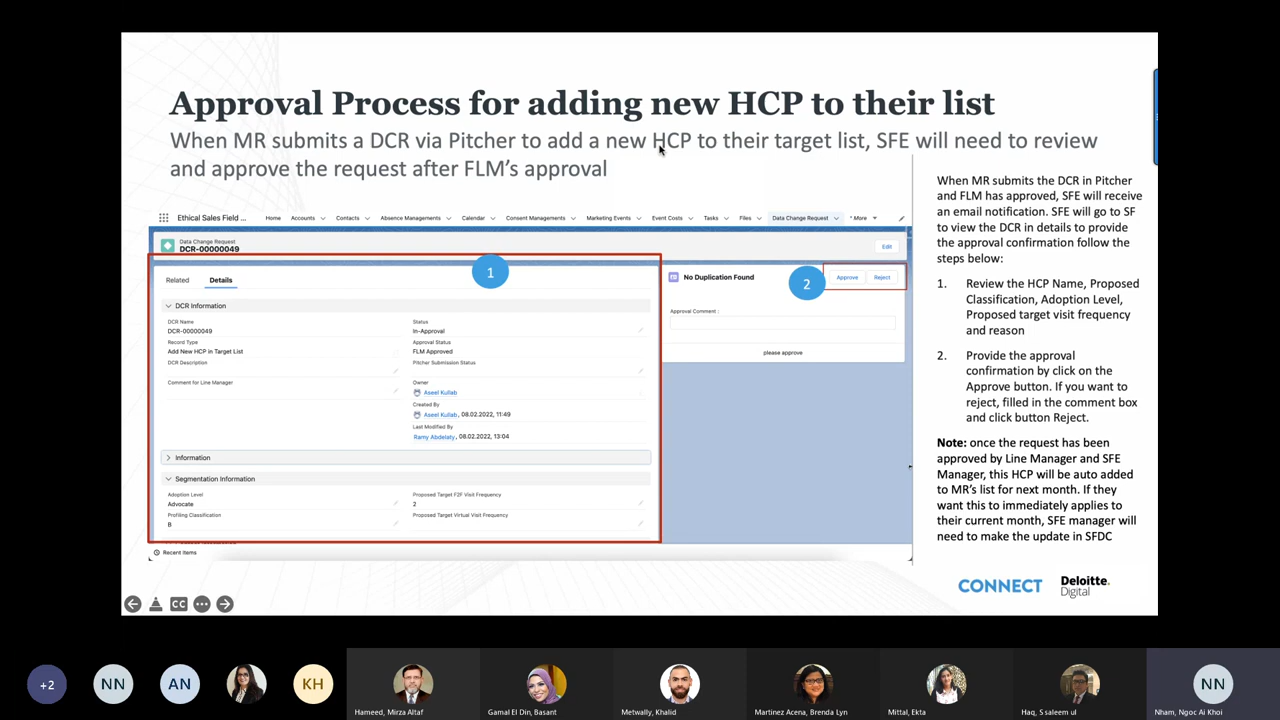 Approval Process for adding new HCP to their list
When MR submits a DCR via Pitcher to add a new HCP to their target list, SFE will need to review
and approve the request after FLM's approval
Ethical Sales Field ...
Home
Accounts
Contacts
Absence Managements
Calendar
Consent Managements
Marketing Events
Event Costs
Tasks
Files
Data Change Request
* More
Data Change Request
DCR-00000049
Edit
1
Related
Details
DCR Information
DCR Name
DCR-00000049
Status
In-Approval
Record Type
Add New HCP in Target List
Approval Status
FLM Approved
DCR Description
Pitcher Submission Status
Comment for Line Manager
Owner
Aseel Kullab
Created By
Aseel Kullab, 08.02.2022, 11:49
Last Modified By
Ramy Abdelaty, 08.02.2022, 13:04
Information
Segmentation Information
Adoption Level
Advocate
Proposed Target F2F Visit Frequency
2
Profiling Classification
B
Proposed Target Virtual Visit Frequency
Recent Items
No Duplication Found
2
Approve
Reject
Approval Comment :
please approve
When MR submits the DCR in Pitcher
and FLM has approved, SFE will receive
an email notification. SFE will go to SF
to view the DCR in details to provide
the approval confirmation follow the
steps below:
1. Review the HCP Name, Proposed
Classification, Adoption Level,
Proposed target visit frequency
and reason
2. Provide the approval
confirmation by click on the
Approve button. If you want to
reject, filled in the comment box
and click button Reject.
Note: once the request has been
approved by Line Manager and SFE
Manager, this HCP will be auto added
to MR's list for next month. If they
want this to immediately applies to
their current month, SFE manager will
need to make the update in SFDC
CONNECT
Deloitte.
Digital
CC
+2
NN
AN
KH
Hameed, Mirza Altaf
Gamal El Din, Basant
Metwally, Khalid
Martinez Acena, Brenda Lyn
Mittal, Ekta
Haq, S saleem ul
NN
Nham, Ngoc Ai Khoi